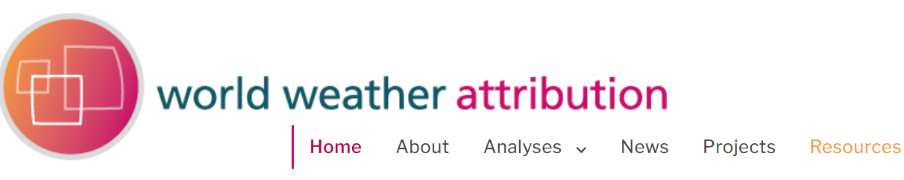 world weather attribution
Home About Analyses News Projects Resources